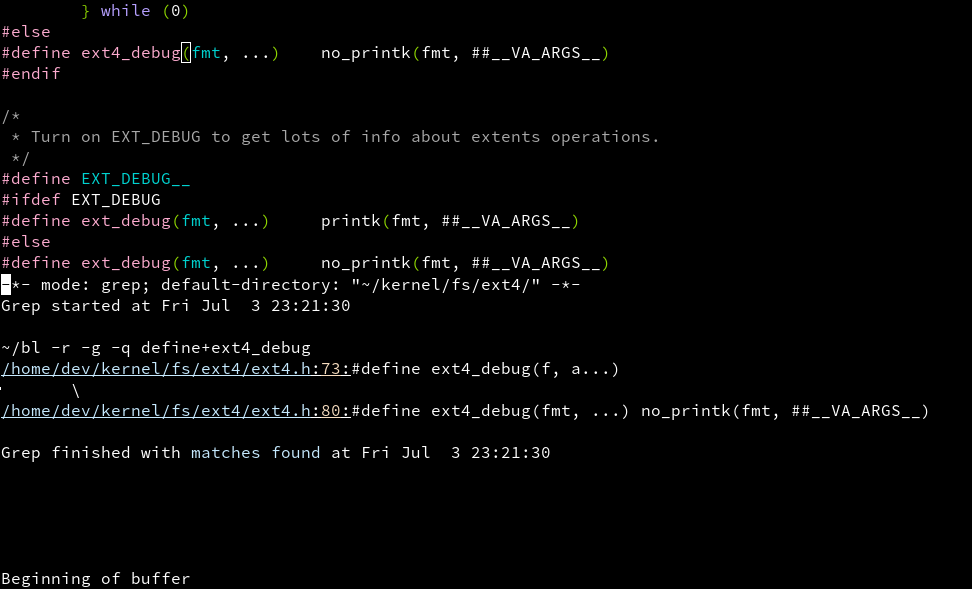 } while (0)
#else
#define ext4_debug(fmt, ...)    no_printk(fmt, ##__VA_ARGS__)
#endif

/*
 * Turn on EXT_DEBUG to get lots of info about extents operations.
 */
#define EXT_DEBUG__
#ifdef EXT_DEBUG
#define ext_debug(fmt, ...)     printk(fmt, ##__VA_ARGS__)
#else
#define ext_debug(fmt, ...)     no_printk(fmt, ##__VA_ARGS__)
-*- mode: grep; default-directory: "~/kernel/fs/ext4/" -*-
Grep started at Fri Jul  3 23:21:30

~/bl -r -g -q define+ext4_debug
/home/dev/kernel/fs/ext4/ext4.h:73:#define ext4_debug(f, a...)
       \
/home/dev/kernel/fs/ext4/ext4.h:80:#define ext4_debug(fmt, ...) no_printk(fmt, ##__VA_ARGS__)

Grep finished with matches found at Fri Jul  3 23:21:30

Beginning of buffer